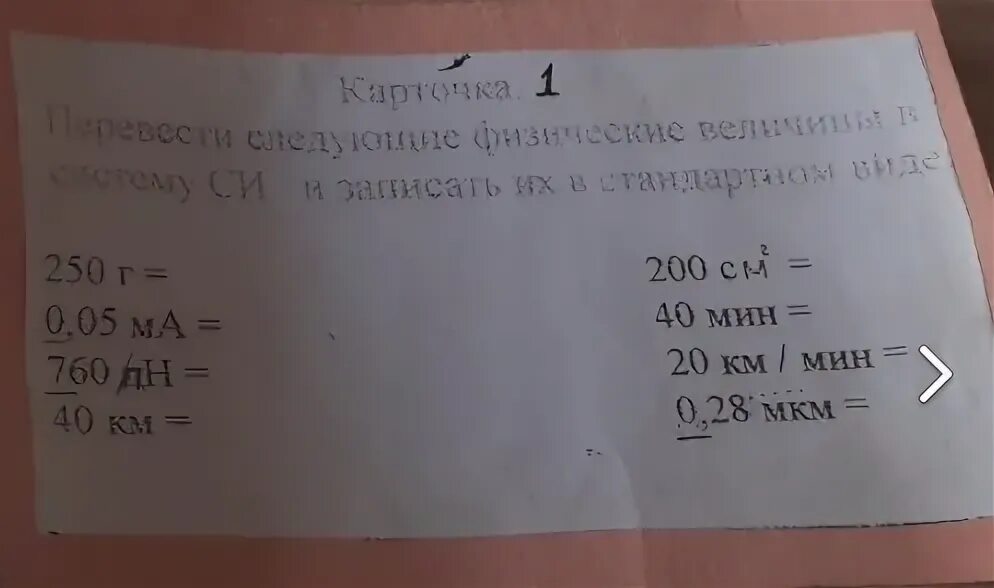 Карточка 1
Перевести следующие физические величины в
систему СИ и записать их в стандартном виде
250 г =
200 см² =
0,05 мА =
40 мин =
760 =
20 км / мин =
40 км =
0,28 мкм =